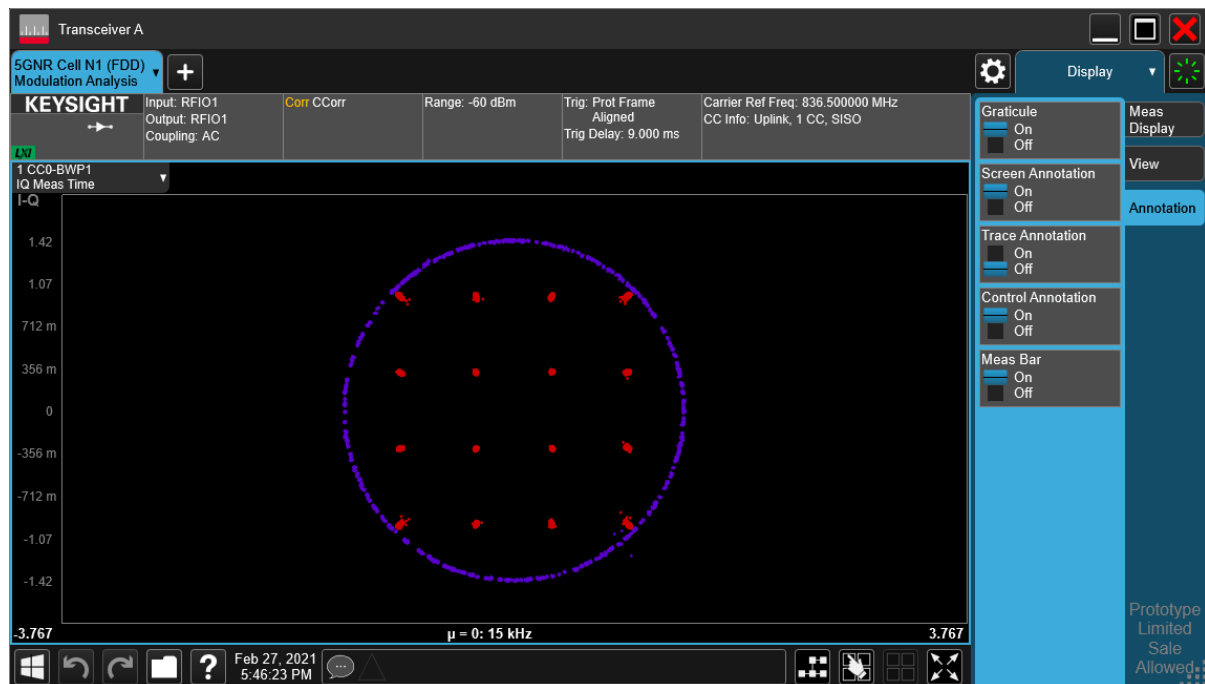 Transceiver A
5GNR Cell N1 (FDD)
Modulation Analysis
Display
KEYSIGHT
LXI
Input: RFIO1
Output: RFIO1
Coupling: AC
Corr CCorr
Range: -60 dBm
Trig: Prot Frame
Aligned
Trig Delay: 9.000 ms
Carrier Ref Freq: 836.500000 MHz
CC Info: Uplink, 1 CC, SISO
1 CC0-BWP1
IQ Meas Time
I-Q
1.42
1.07
712 m
356 m
0
-356 m
-712 m
-1.07
-1.42
-3.767
μ = 0: 15 kHz
3.767
Graticule
On
Off
Screen Annotation
On
Off
Trace Annotation
On
Off
Control Annotation
On
Off
Meas Bar
On
Off
Meas
Display
View
Annotation
Prototype
Limited
Sale
Allowed
?
Feb 27, 2021
5:46:23 PM